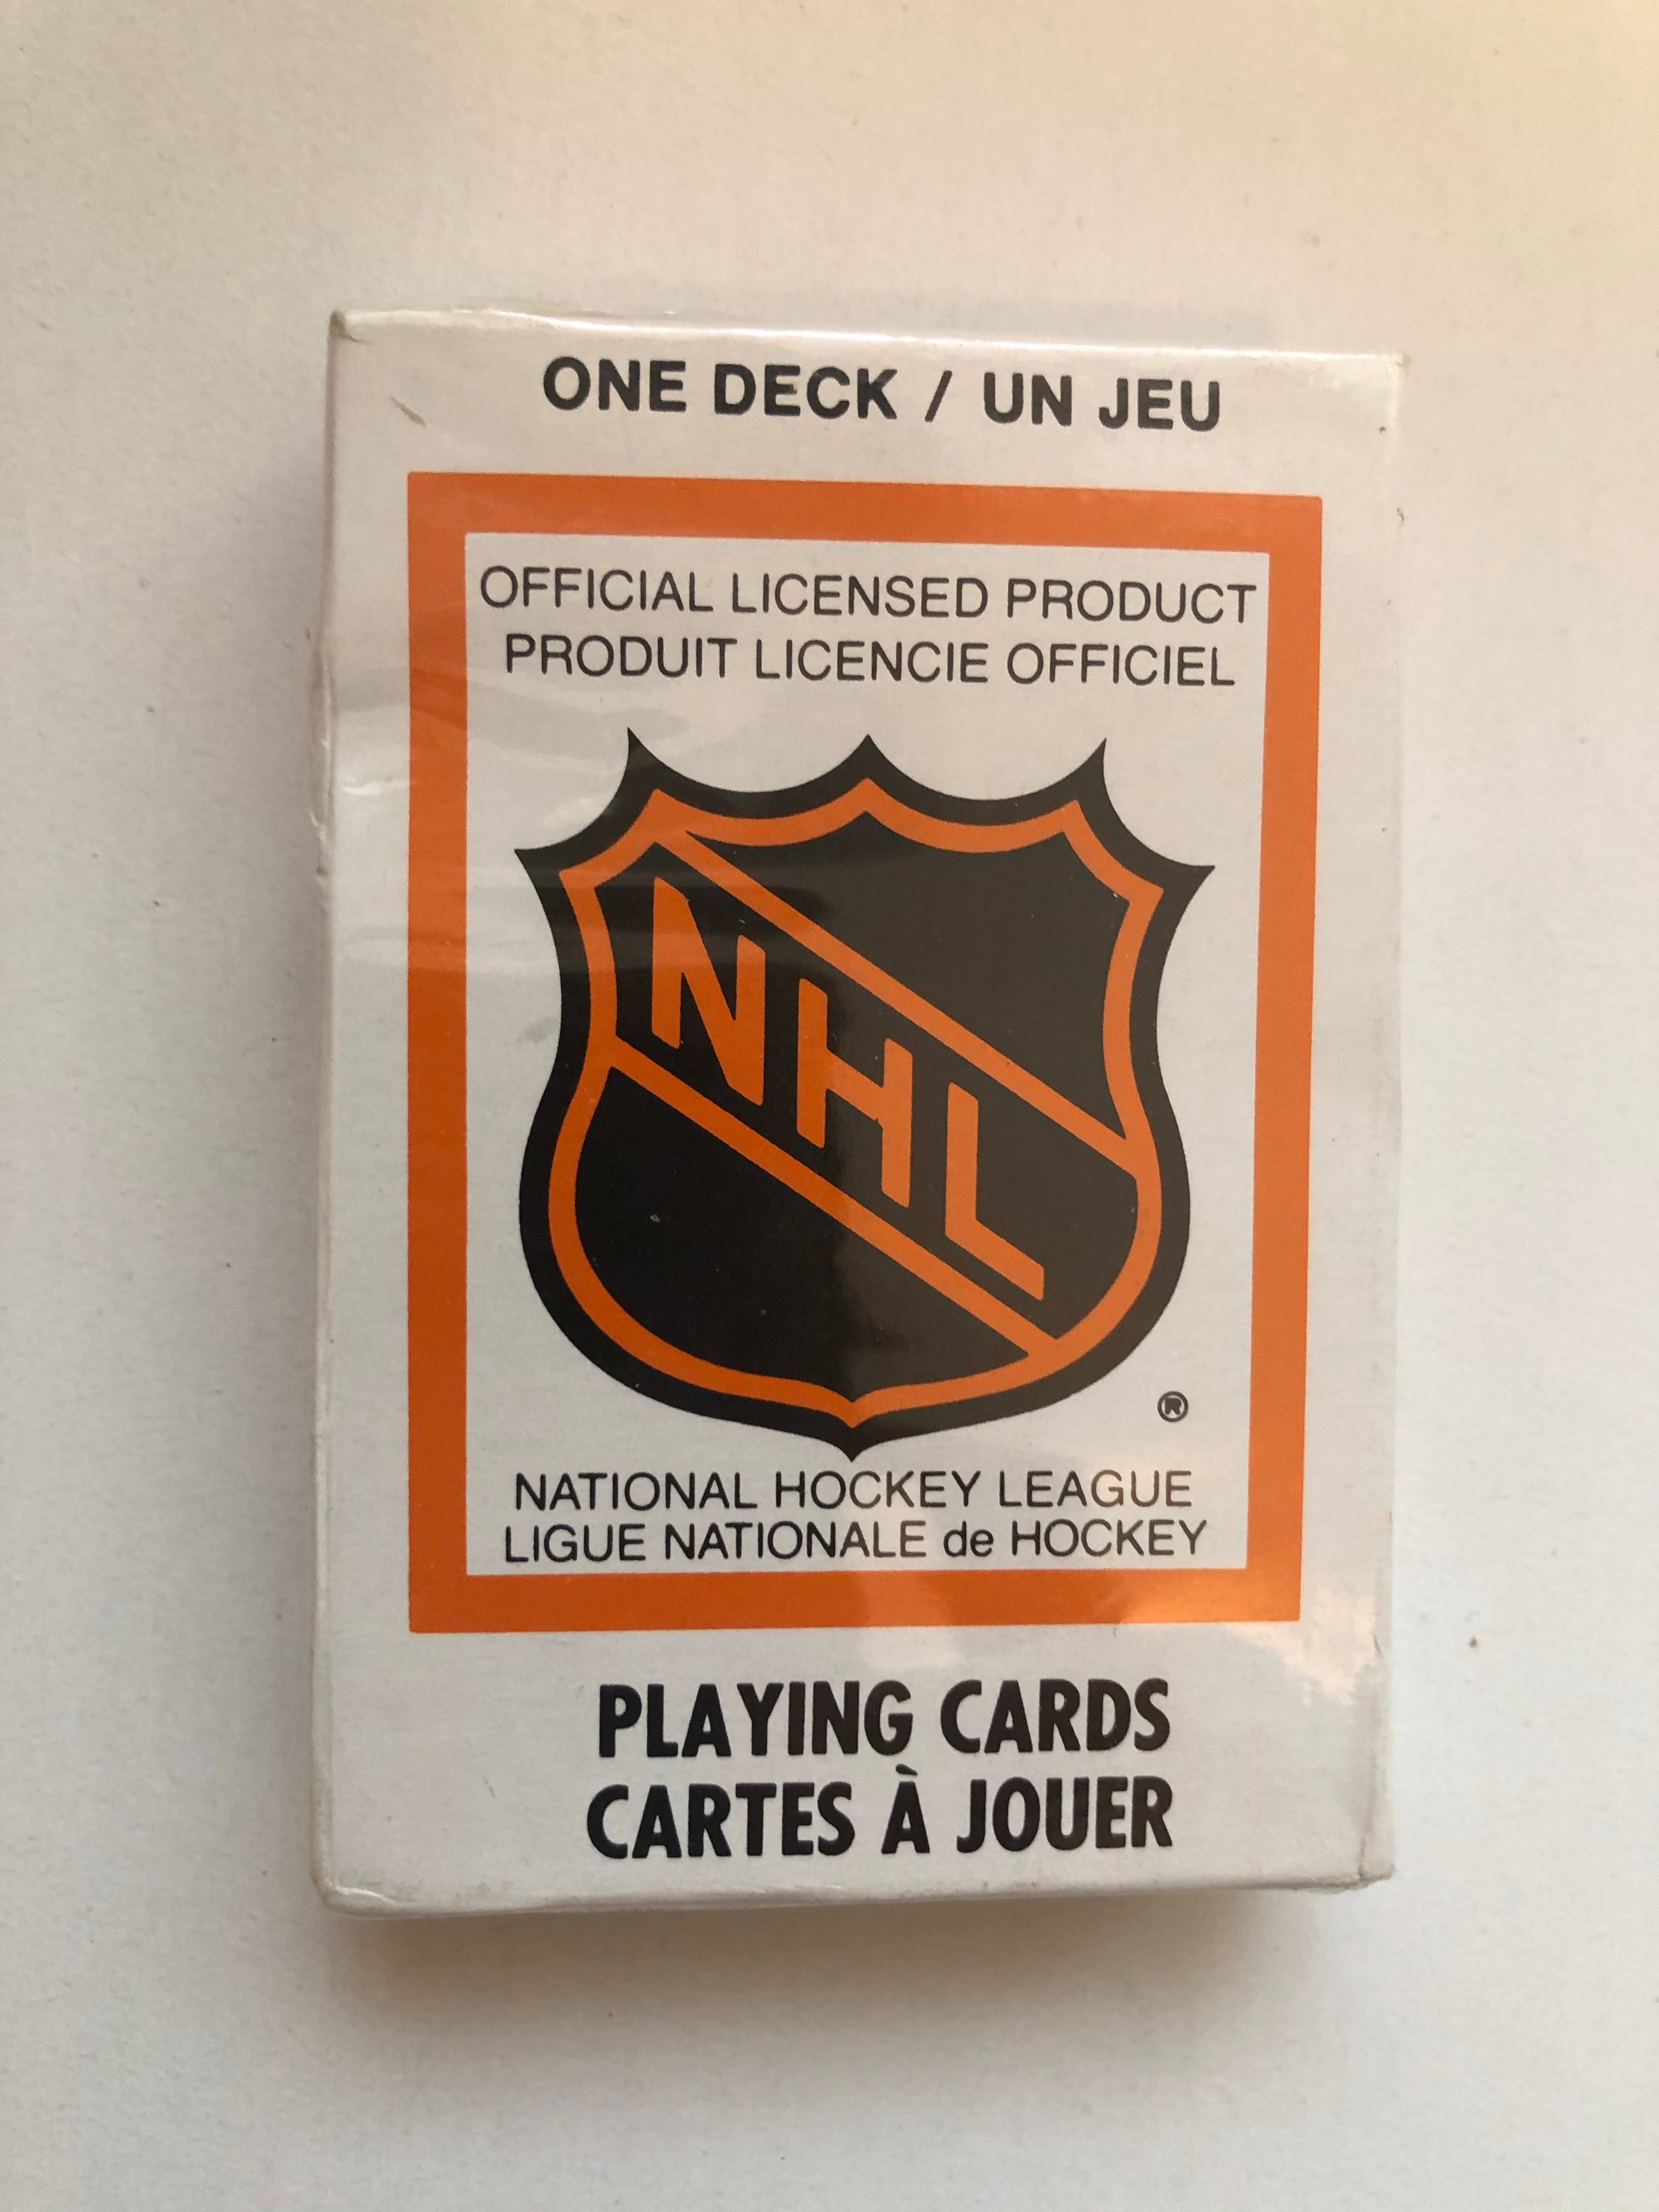 ONE DECK / UN JEU
OFFICIAL LICENSED PRODUCT
PRODUIT LICENCIE OFFICIEL
NHL
®
NATIONAL HOCKEY LEAGUE
LIGUE NATIONALE de HOCKEY
PLAYING CARDS
CARTES À JOUER